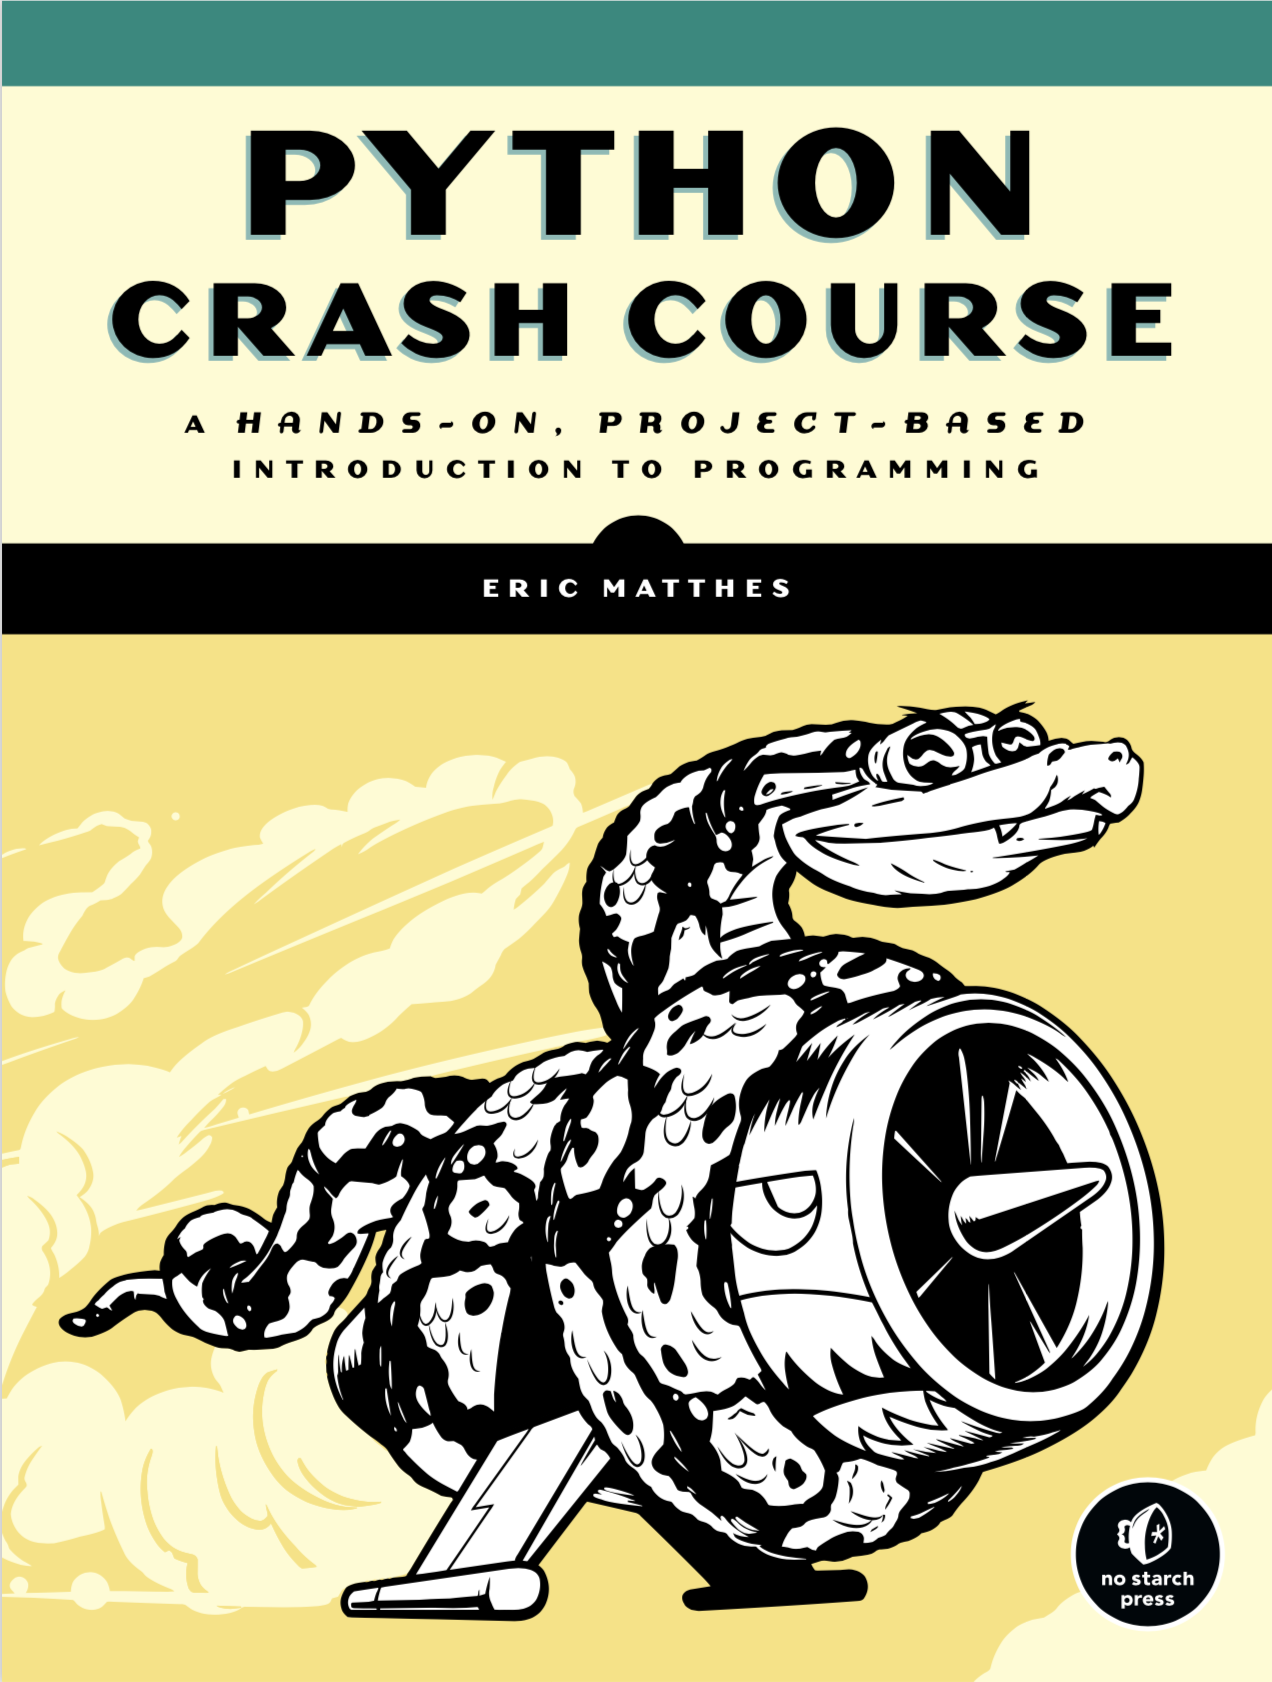 PYTHON
CRASH COURSE
A HANDS-ON, PROJECT-BASED
INTRODUCTION TO PROGRAMMING
ERIC MATTHES
no starch
press